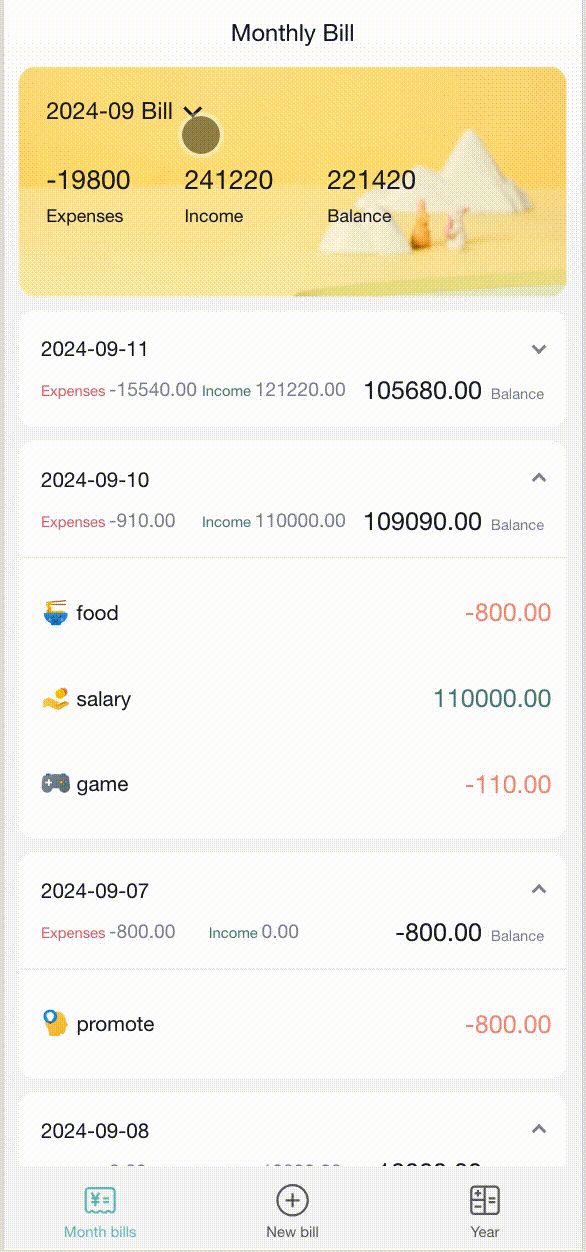 Monthly Bill
2024-09 Bill
-19800 241220 221420
Expenses Income Balance
2024-09-11
Expenses -15540.00 Income 121220.00 105680.00 Balance
2024-09-10
Expenses -910.00 Income 110000.00 109090.00 Balance
food -800.00
salary 110000.00
game -110.00
2024-09-07
Expenses -800.00 Income 0.00 -800.00 Balance
promote -800.00
2024-09-08
Month bills New bill Year